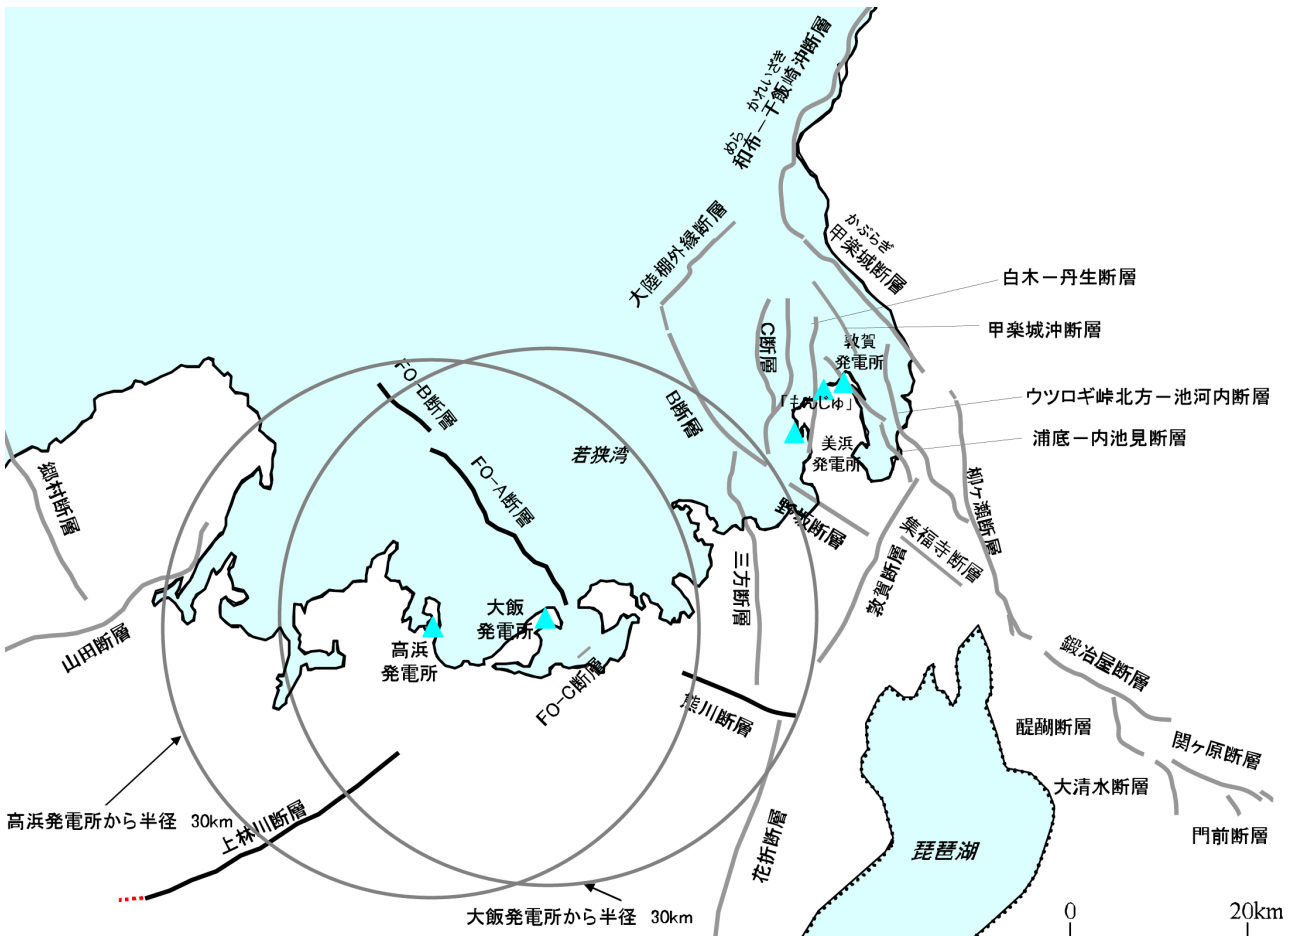 かれいざき
めら
和布－干飯崎沖断層
かぶらぎ
甲楽城断層
大陸棚外縁断層
白木－丹生断層
甲楽城沖断層
C断層
敦賀
発電所
FO-B断層
B断層
「もんじゅ」
ウツロギ峠北方－池河内断層
浦底－内池見断層
美浜
発電所
若狭湾
FO-A断層
郷村断層
野坂断層
柳ヶ瀬断層
集福寺断層
三方断層
敦賀断層
大飯
発電所
高浜
発電所
山田断層
FO-C断層
熊川断層
鍛冶屋断層
醍醐断層
関ヶ原断層
大清水断層
門前断層
高浜発電所から半径 30km
上林川断層
花折断層
琵琶湖
大飯発電所から半径 30km
0 20km